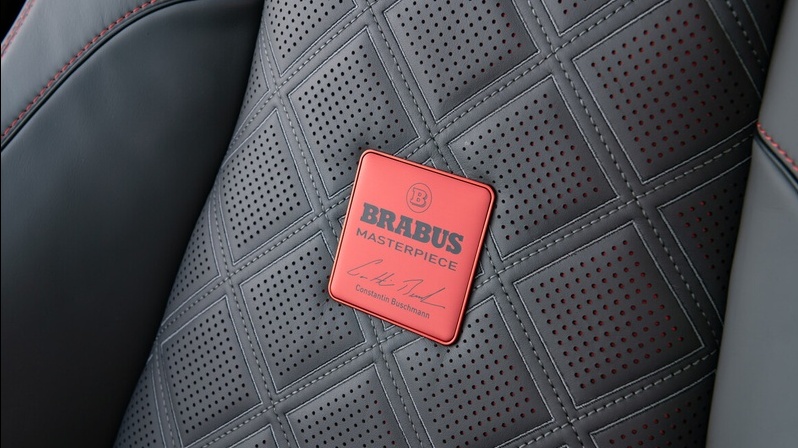 B
BRABUS
MASTERPIECE
Constantin Buschmann